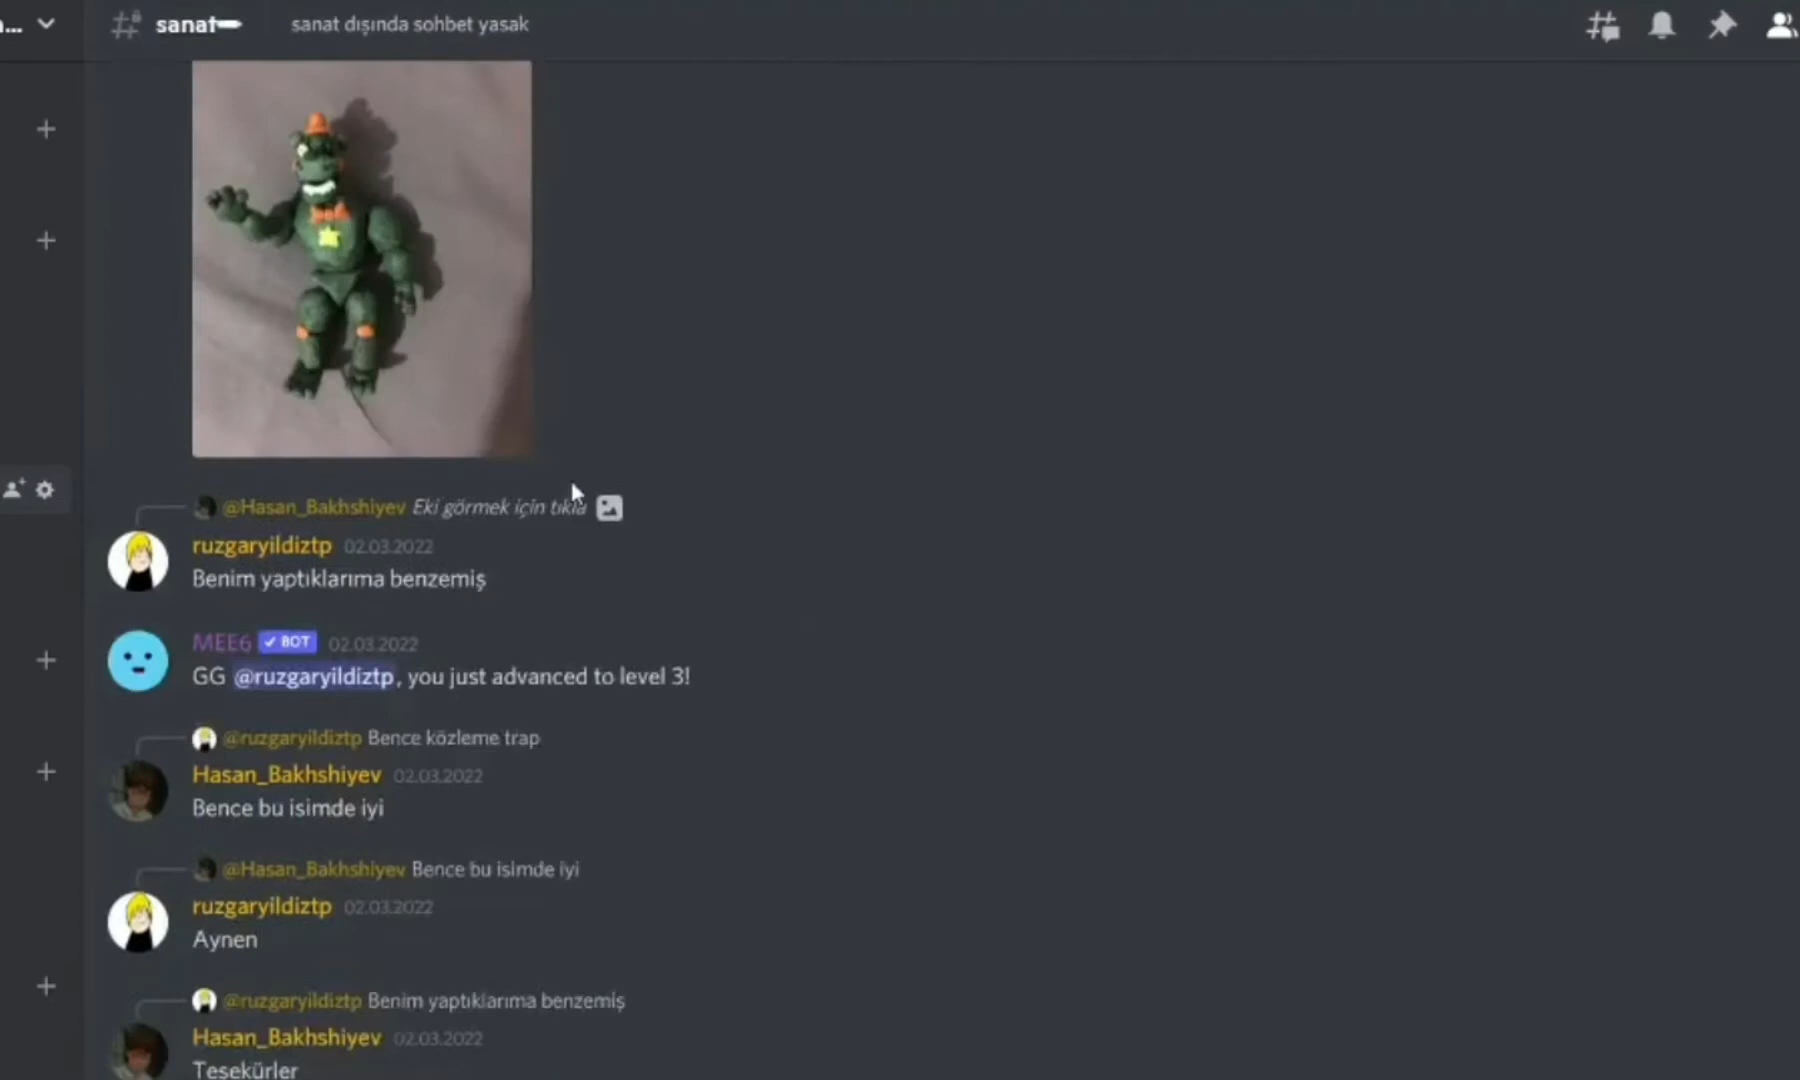 sanat
sanat dışında sohbet yasak
@Hasan_Bakhshiyev Eki görmek için tıkla
ruzgaryildiztp 02.03.2022
Benim yaptıklarıma benzemiş
MEE6 ✓ BOT 02.03.2022
GG @ruzgaryildiztp, you just advanced to level 3!
@ruzgaryildiztp Bence közleme trap
Hasan_Bakhshiyev 02.03.2022
Bence bu isimde iyi
@Hasan_Bakhshiyev Bence bu isimde iyi
ruzgaryildiztp 02.03.2022
Aynen
@ruzgaryildiztp Benim yaptıklarıma benzemiş
Hasan_Bakhshiyev 02.03.2022
Tesekürler